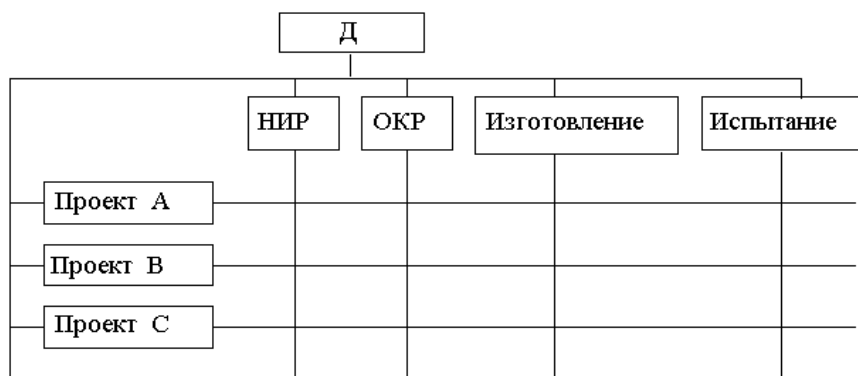 Д
НИР
ОКР
Изготовление
Испытание
Проект А
Проект В
Проект С